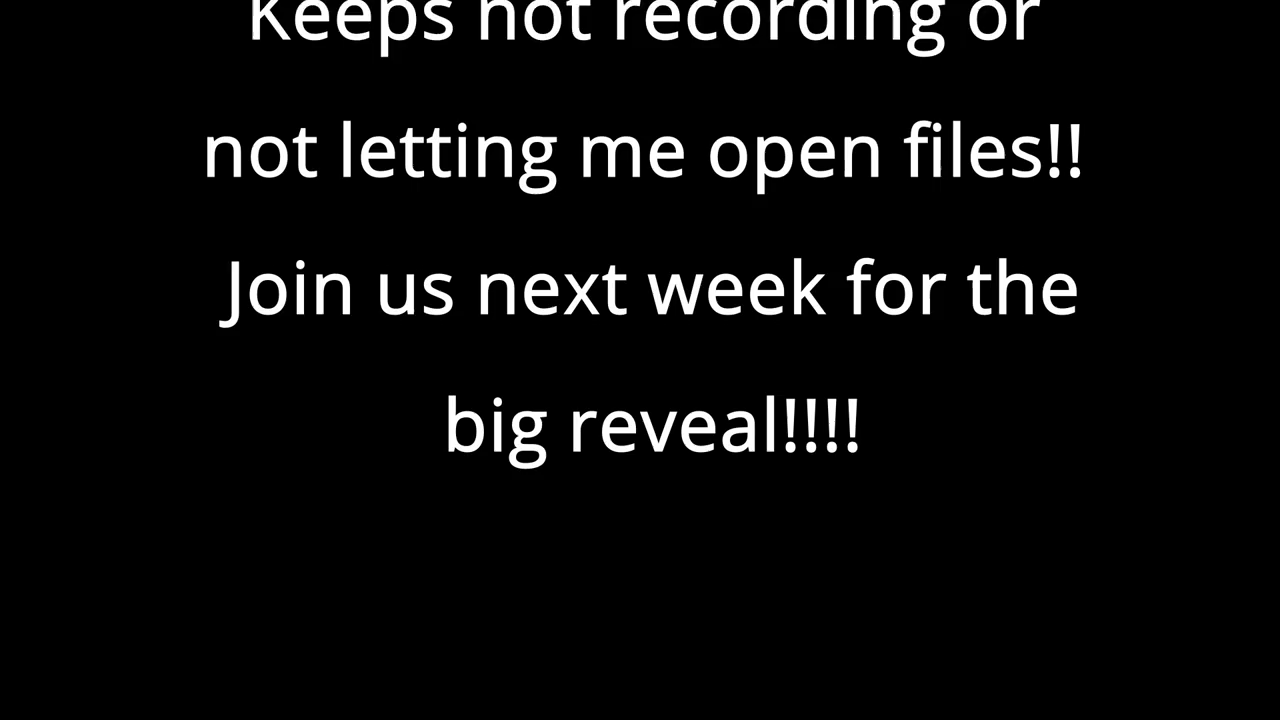 Keeps not recording or
not letting me open files!!
Join us next week for the
big reveal!!!!